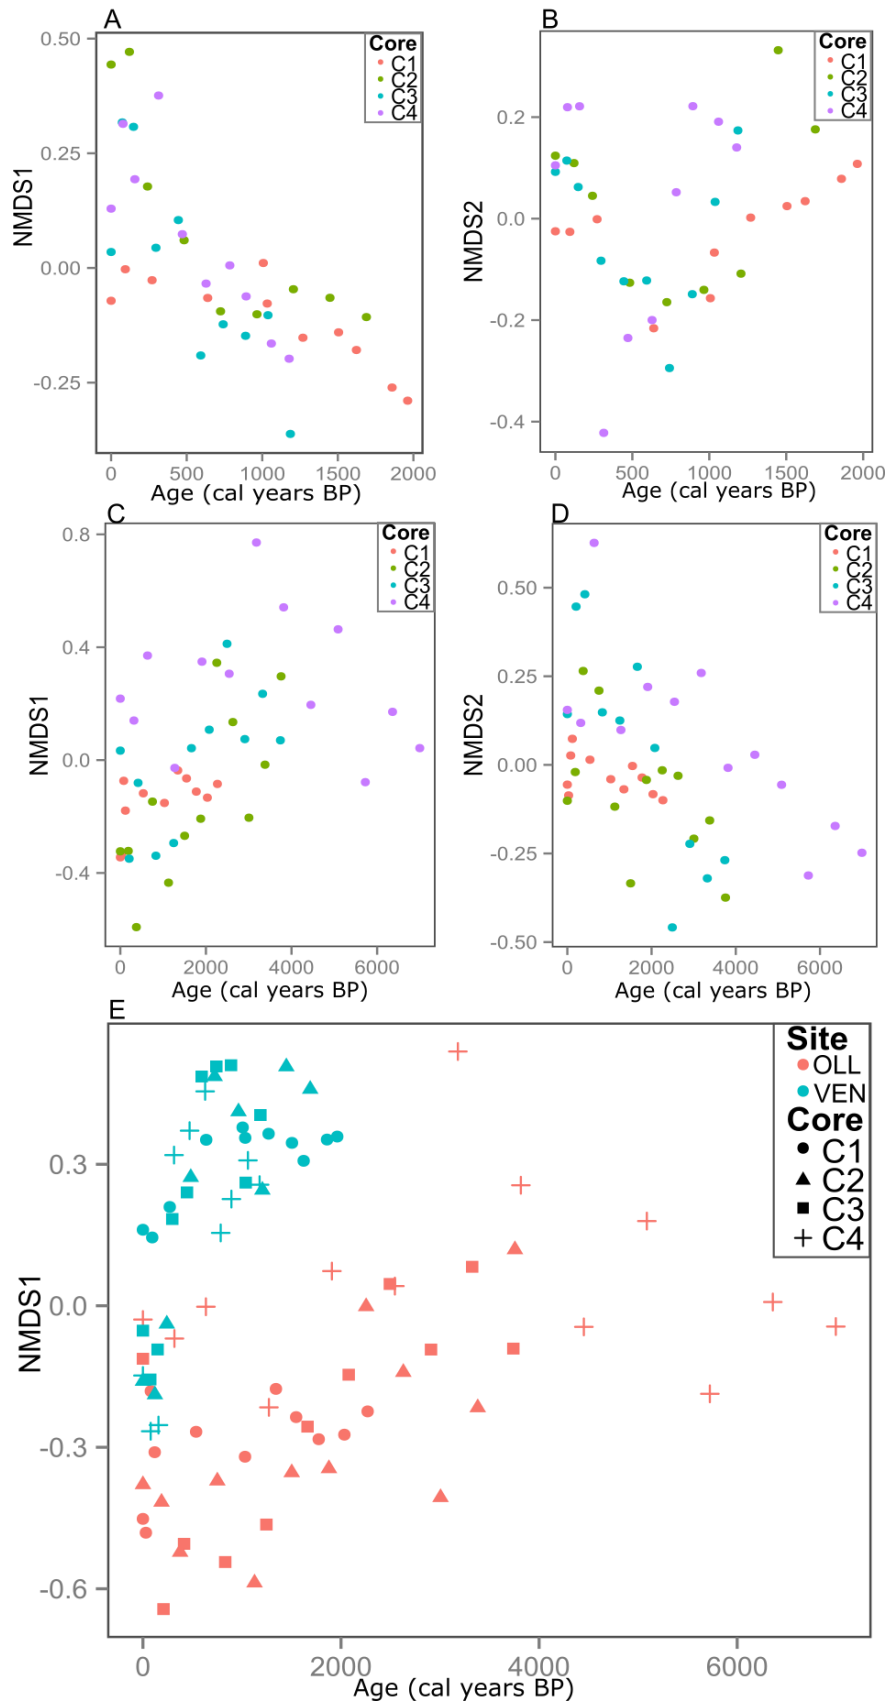 A
NMDS1
0.50
0.25
0.00
-0.25
0 500 1000 1500 2000
Age (cal years BP)
Core
C1
C2
C3
C4
B
NMDS2
0.2
0.0
-0.2
-0.4
0 500 1000 1500 2000
Age (cal years BP)
Core
C1
C2
C3
C4
C
NMDS1
0.8
0.4
0.0
-0.4
0 2000 4000 6000
Age (cal years BP)
Core
C1
C2
C3
C4
D
NMDS2
0.50
0.25
0.00
-0.25
-0.50
0 2000 4000 6000
Age (cal years BP)
Core
C1
C2
C3
C4
E
NMDS1
0.3
0.0
-0.3
-0.6
0 2000 4000 6000
Age (cal years BP)
Site
OLL
VEN
Core
C1
C2
C3
C4